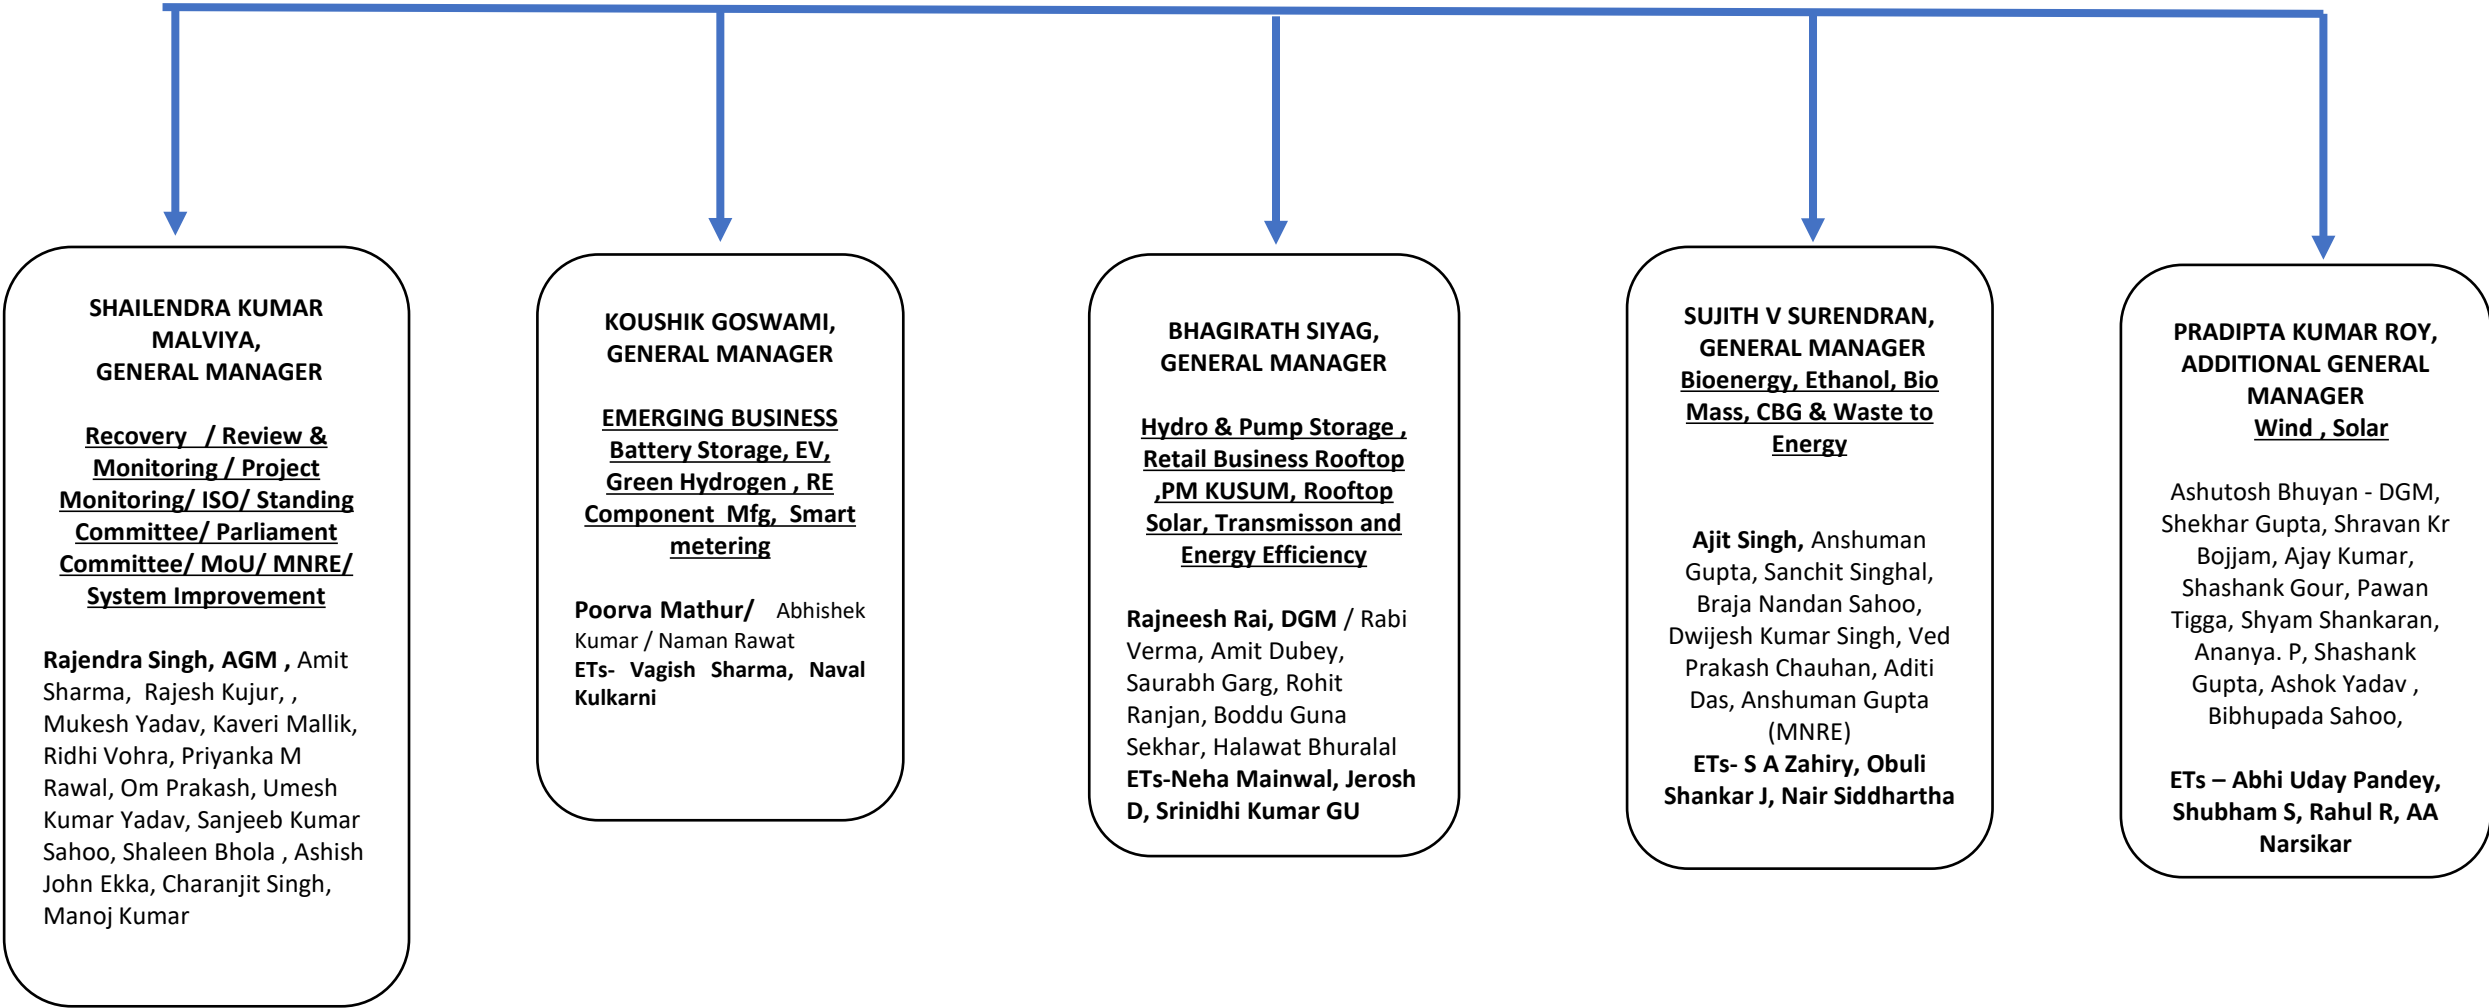 SHAILENDRA KUMAR
MALVIYA,
GENERAL MANAGER
Recovery / Review &
Monitoring / Project
Monitoring/ ISO/ Standing
Committee/ Parliament
Committee/ MoU/ MNRE/
System Improvement
Rajendra Singh, AGM , Amit
Sharma, Rajesh Kujur, ,
Mukesh Yadav, Kaveri Mallik,
Ridhi Vohra, Priyanka M
Rawal, Om Prakash, Umesh
Kumar Yadav, Sanjeeb Kumar
Sahoo, Shaleen Bhola , Ashish
John Ekka, Charanjit Singh,
Manoj Kumar
KOUSHIK GOSWAMI,
GENERAL MANAGER
EMERGING BUSINESS
Battery Storage, EV,
Green Hydrogen , RE
Component Mfg, Smart
metering
Poorva Mathur/ Abhishek
Kumar / Naman Rawat
ETs- Vagish Sharma, Naval
Kulkarni
BHAGIRATH SIYAG,
GENERAL MANAGER
Hydro & Pump Storage ,
Retail Business Rooftop
,PM KUSUM, Rooftop
Solar, Transmisson and
Energy Efficiency
Rajneesh Rai, DGM / Rabi
Verma, Amit Dubey,
Saurabh Garg, Rohit
Ranjan, Boddu Guna
Sekhar, Halawat Bhuralal
ETs-Neha Mainwal, Jerosh
D, Srinidhi Kumar GU
SUJITH V SURENDRAN,
GENERAL MANAGER
Bioenergy, Ethanol, Bio
Mass, CBG & Waste to
Energy
Ajit Singh, Anshuman
Gupta, Sanchit Singhal,
Braja Nandan Sahoo,
Dwijesh Kumar Singh, Ved
Prakash Chauhan, Aditi
Das, Anshuman Gupta
(MNRE)
ETs- S A Zahiry, Obuli
Shankar J, Nair Siddhartha
PRADIPTA KUMAR ROY,
ADDITIONAL GENERAL
MANAGER
Wind , Solar
Ashutosh Bhuyan - DGM,
Shekhar Gupta, Shravan Kr
Bojjam, Ajay Kumar,
Shashank Gour, Pawan
Tigga, Shyam Shankaran,
Ananya. P, Shashank
Gupta, Ashok Yadav ,
Bibhupada Sahoo,
ETs – Abhi Uday Pandey,
Shubham S, Rahul R, AA
Narsikar